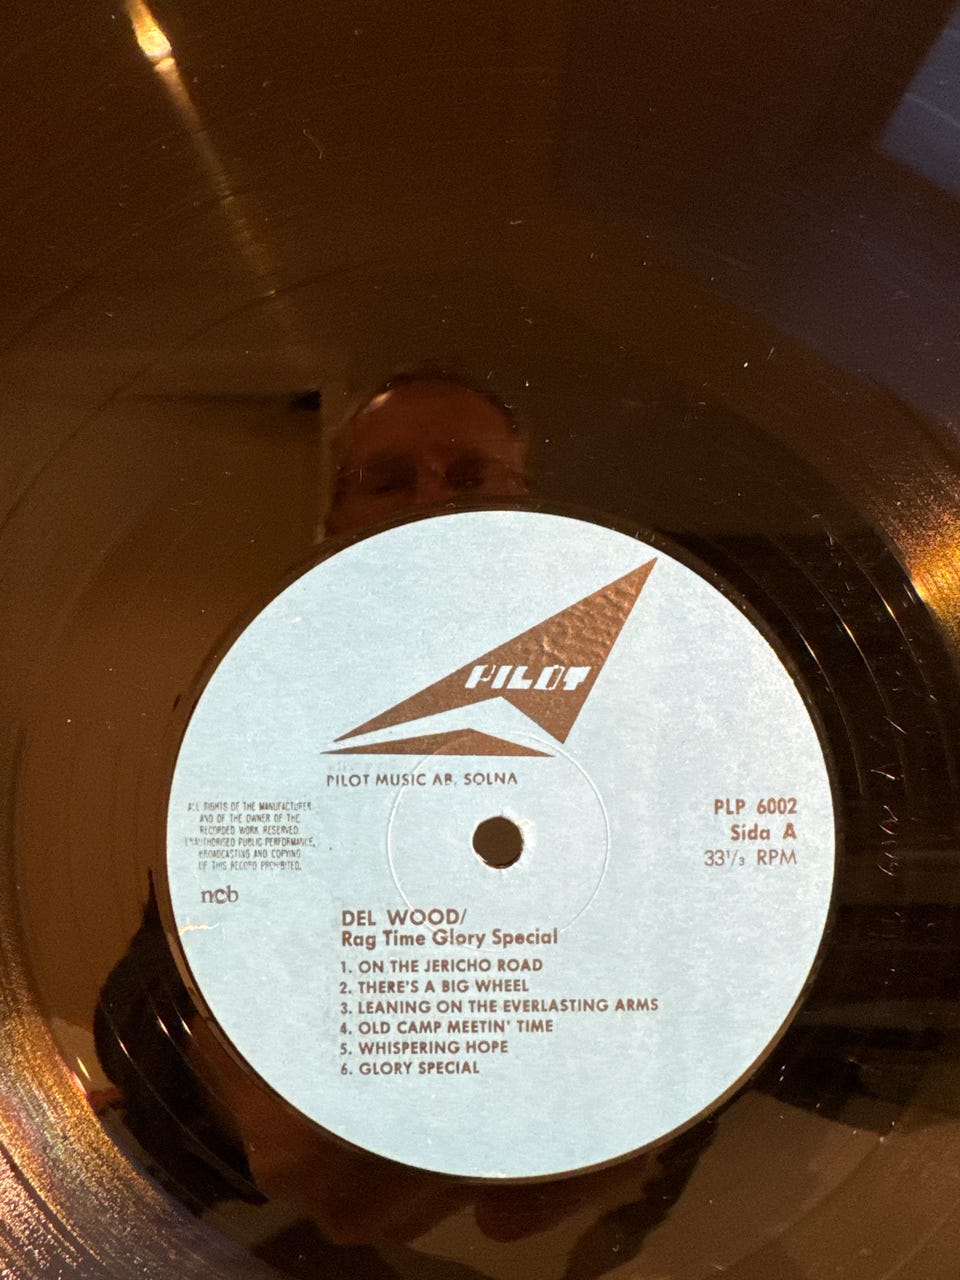 PILOT
PILOT MUSIC AB. SOLNA
ALL RIGHTS OF THE MANUFACTURER
AND OF THE OWNER OF THE
RECORDED WORK RESERVED.
UNAUTHORISED PUBLIC PERFORMANCE,
BROADCASTING AND COPYING
OF THIS RECORD PROHIBITED.
ncb
PLP 6002
Sida A
33¹/₃ RPM
DEL WOOD/
Rag Time Glory Special
1. ON THE JERICHO ROAD
2. THERE'S A BIG WHEEL
3. LEANING ON THE EVERLASTING ARMS
4. OLD CAMP MEETIN' TIME
5. WHISPERING HOPE
6. GLORY SPECIAL